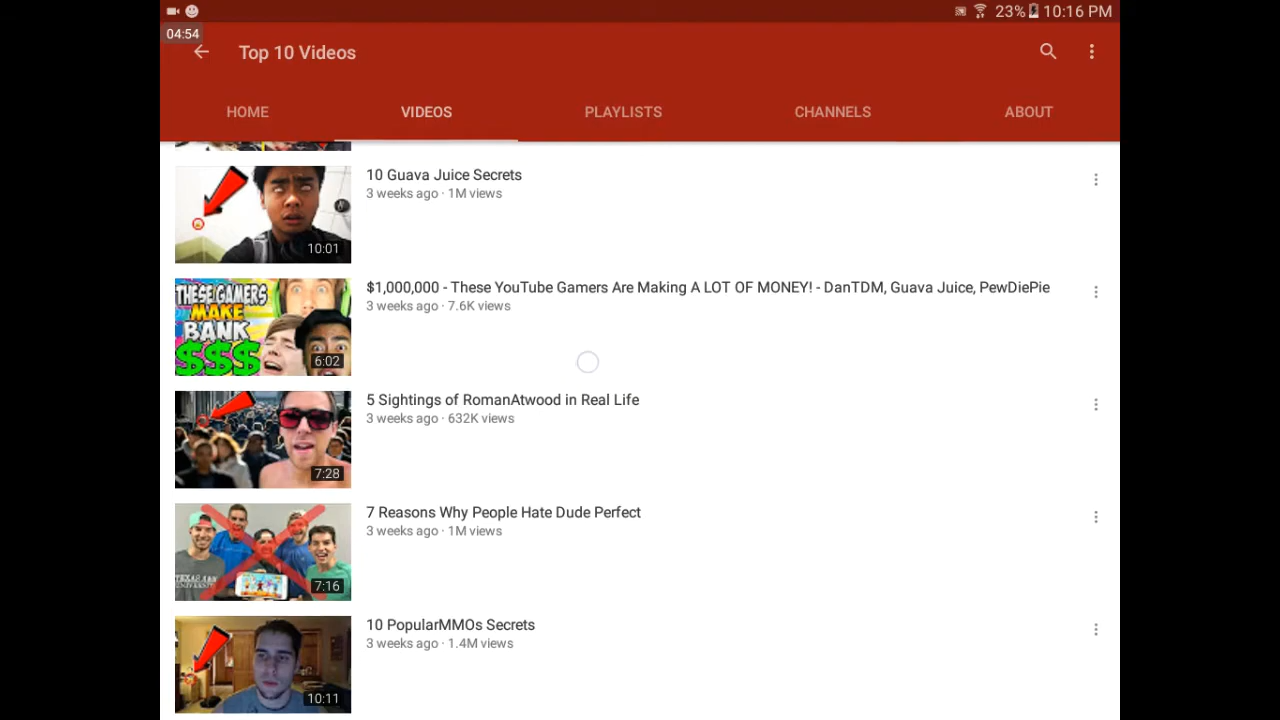 23% 10:16 PM
04:54
Top 10 Videos
HOME VIDEOS PLAYLISTS CHANNELS ABOUT
10 Guava Juice Secrets
3 weeks ago · 1M views
10:01
$1,000,000 - These YouTube Gamers Are Making A LOT OF MONEY! - DanTDM, Guava Juice, PewDiePie
3 weeks ago · 7.6K views
THESE GAMERS
MAKE
BANK
$$$
6:02
5 Sightings of RomanAtwood in Real Life
3 weeks ago · 632K views
7:28
7 Reasons Why People Hate Dude Perfect
3 weeks ago · 1M views
7:16
10 PopularMMOs Secrets
3 weeks ago · 1.4M views
10:11